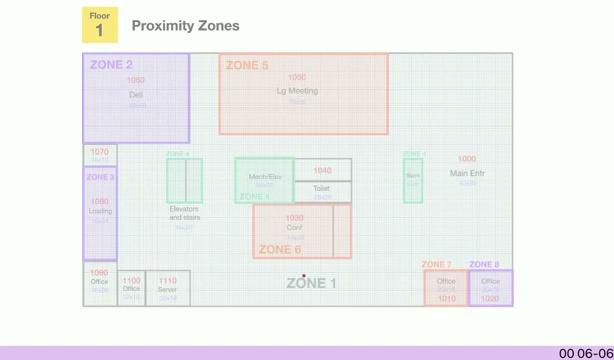 Floor
1
Proximity Zones
ZONE 2
1060
Deli
ZONE 5
1050
Lg Meeting
1070
ZONE 3
1080
Loading
ZONE 4
Elevators
and stairs
Mech/Elev
ZONE 4
1040
Toilet
ZONE 4
Stairs
1000
Main Entr
1030
Conf
ZONE 6
1090
Office
1100
Office
1110
Server
ZONE 1
ZONE 7
Office
1010
ZONE 8
Office
1020
00 06-06